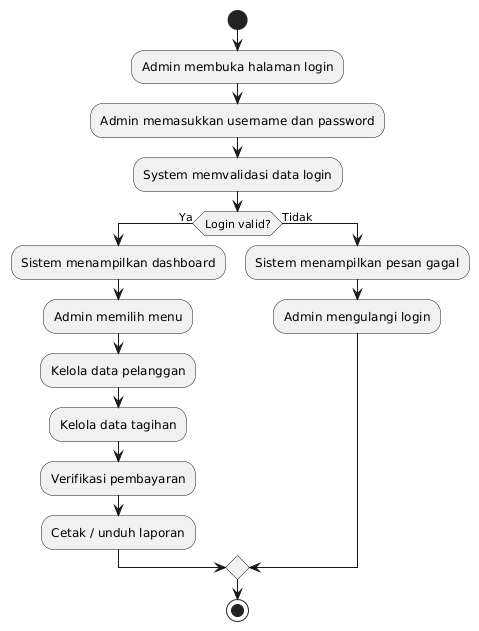 Admin membuka halaman login
Admin memasukkan username dan password
System memvalidasi data login
Ya
Login valid?
Tidak
Sistem menampilkan dashboard
Sistem menampilkan pesan gagal
Admin memilih menu
Admin mengulangi login
Kelola data pelanggan
Kelola data tagihan
Verifikasi pembayaran
Cetak / unduh laporan